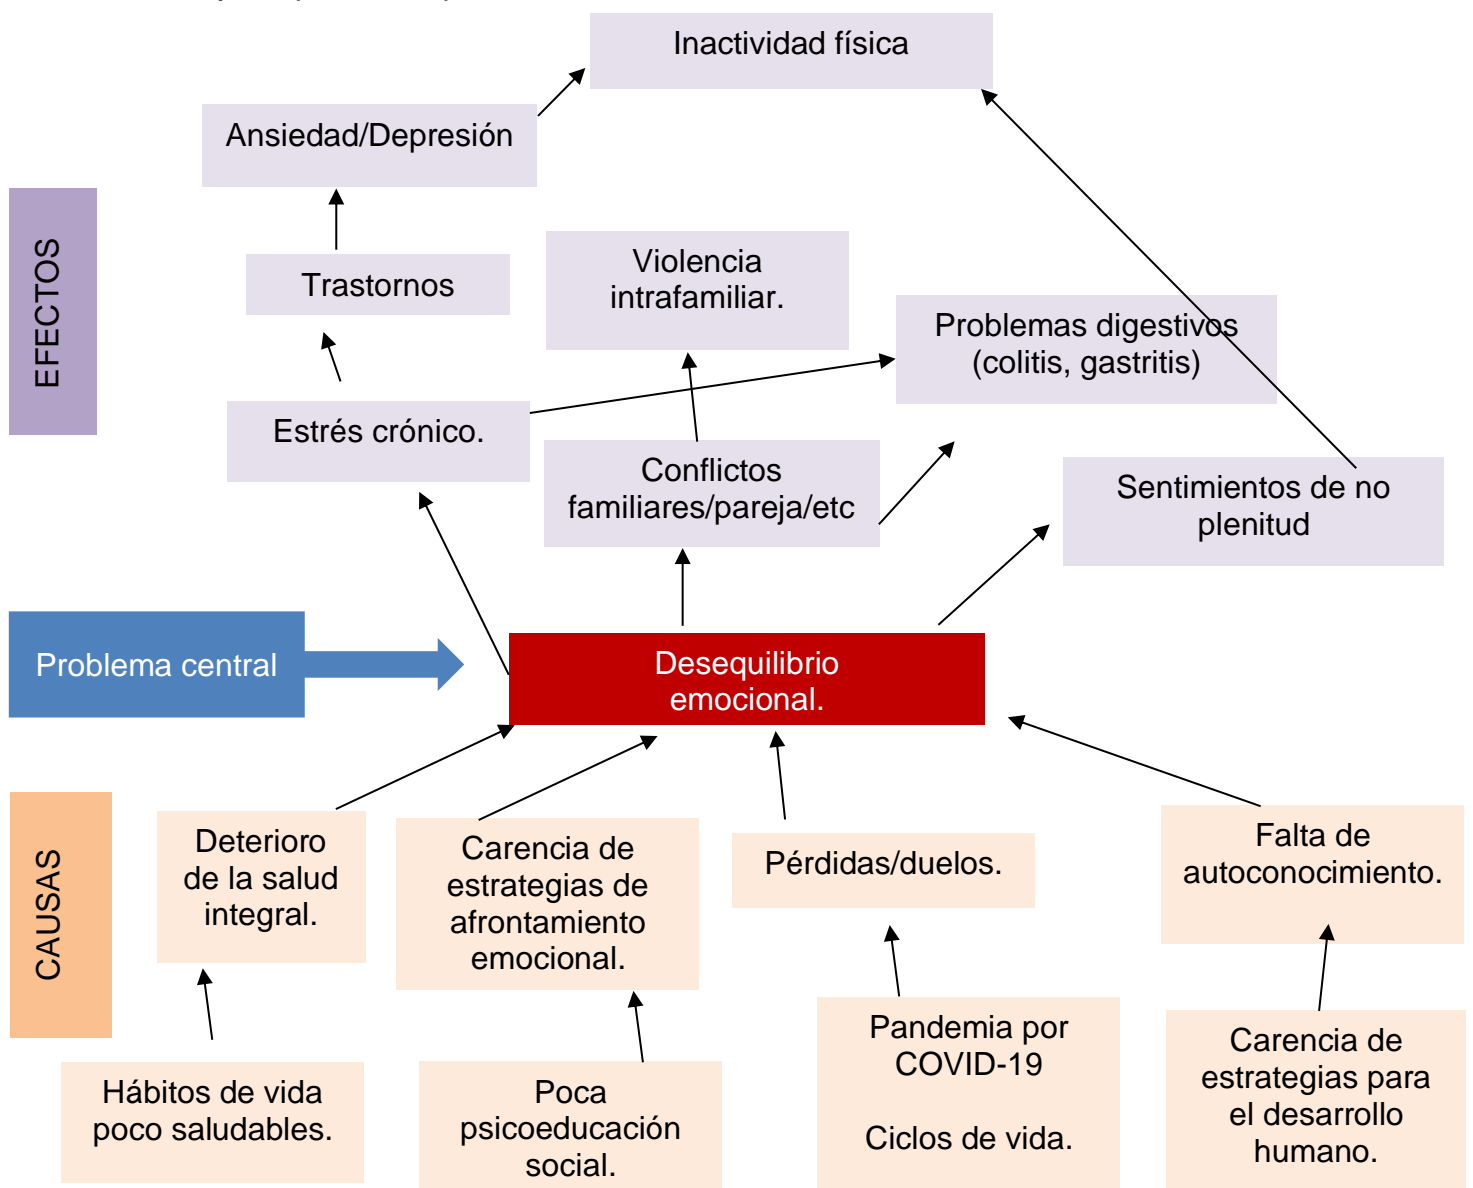 Inactividad física
Ansiedad/Depresión
EFECTOS
Trastornos
Violencia
intrafamiliar.
Problemas digestivos
(colitis, gastritis)
Estrés crónico.
Conflictos
familiares/pareja/etc
Sentimientos de no
plenitud
Problema central
Desequilibrio
emocional.
CAUSAS
Deterioro
de la salud
integral.
Carencia de
estrategias de
afrontamiento
emocional.
Pérdidas/duelos.
Falta de
autoconocimiento.
Hábitos de vida
poco saludables.
Poca
psicoeducación
social.
Pandemia por
COVID-19
Ciclos de vida.
Carencia de
estrategias para
el desarrollo
humano.